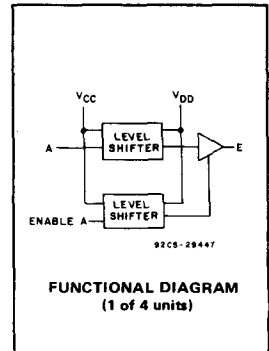 VCC VDD
LEVEL
SHIFTER
A E
LEVEL
SHIFTER
ENABLE A
92CS-29447
FUNCTIONAL DIAGRAM
(1 of 4 units)